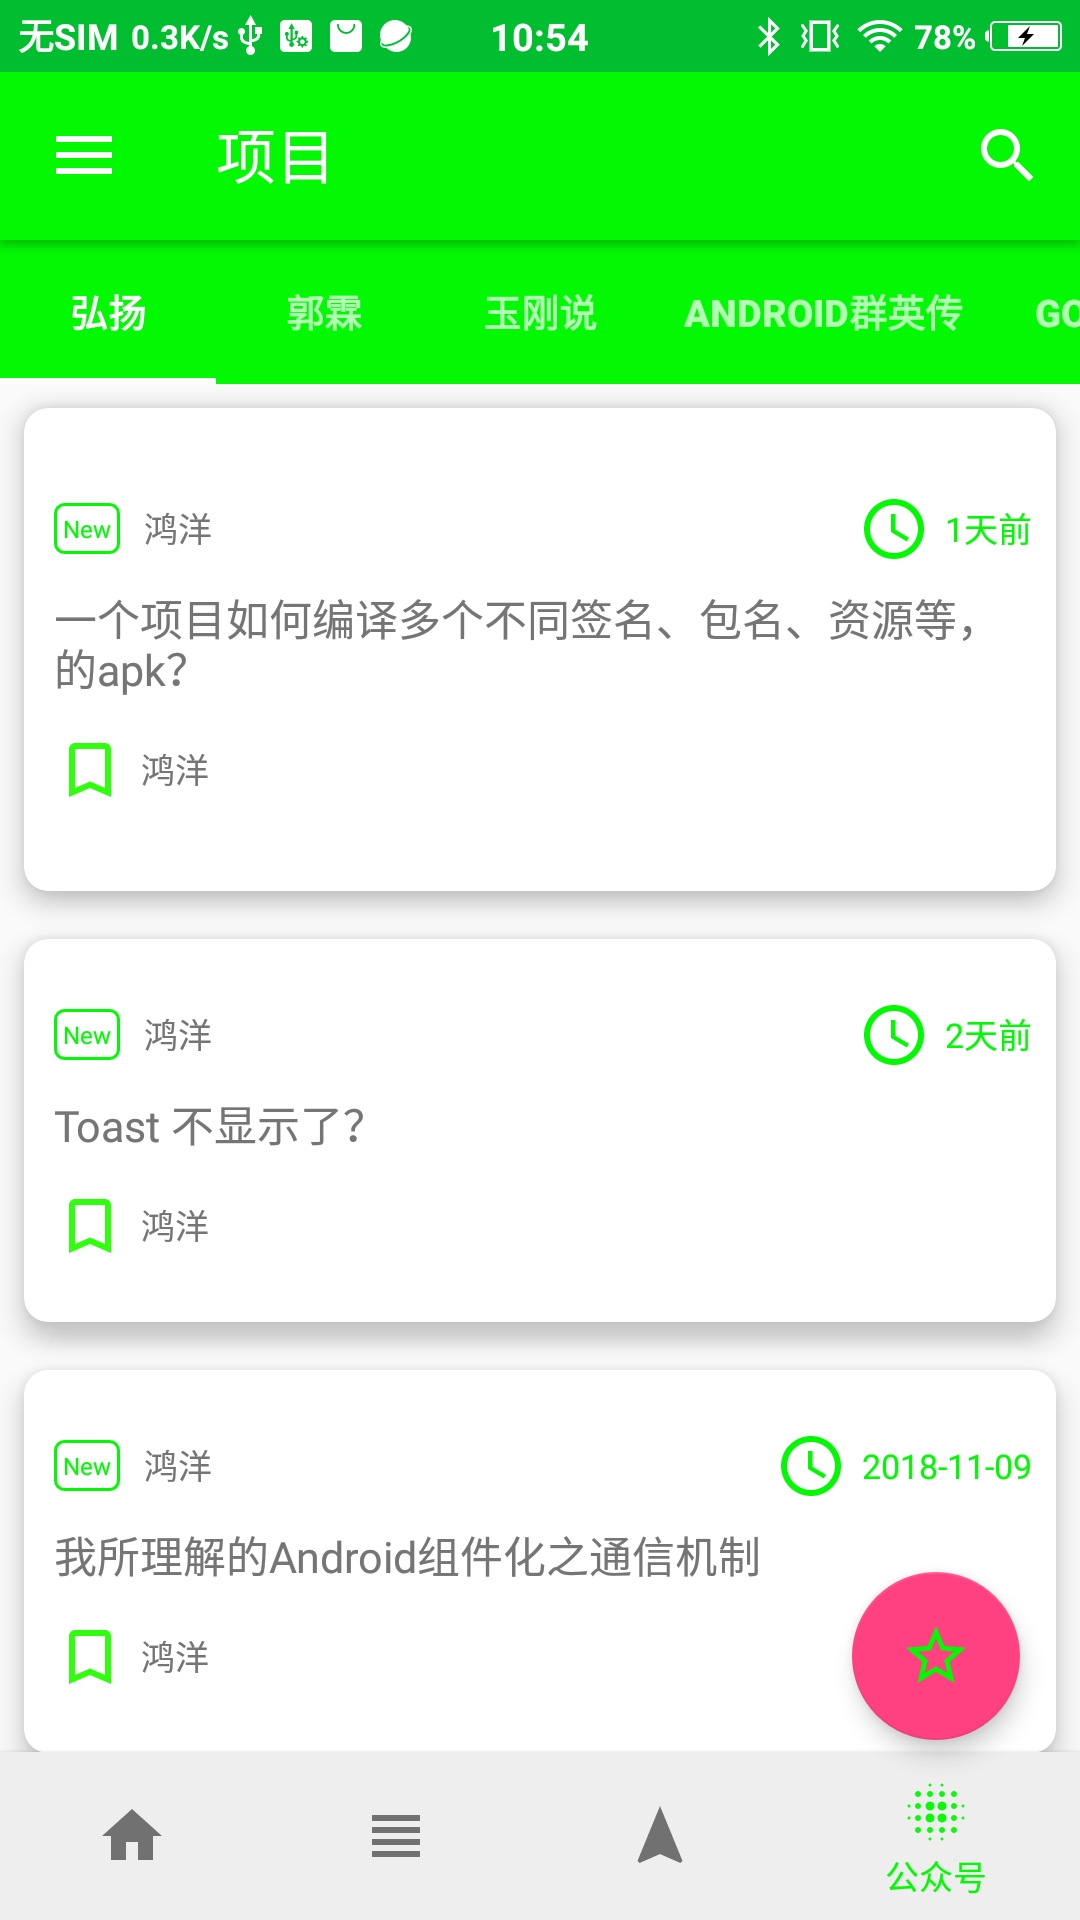 无SIM 0.3K/s 10:54 78%
项目
弘扬 郭霖 玉刚说 ANDROID群英传 GO
New 鸿洋 1天前
一个项目如何编译多个不同签名、包名、资源等，
的apk？
鸿洋
New 鸿洋 2天前
Toast 不显示了？
鸿洋
New 鸿洋 2018-11-09
我所理解的Android组件化之通信机制
鸿洋
公众号